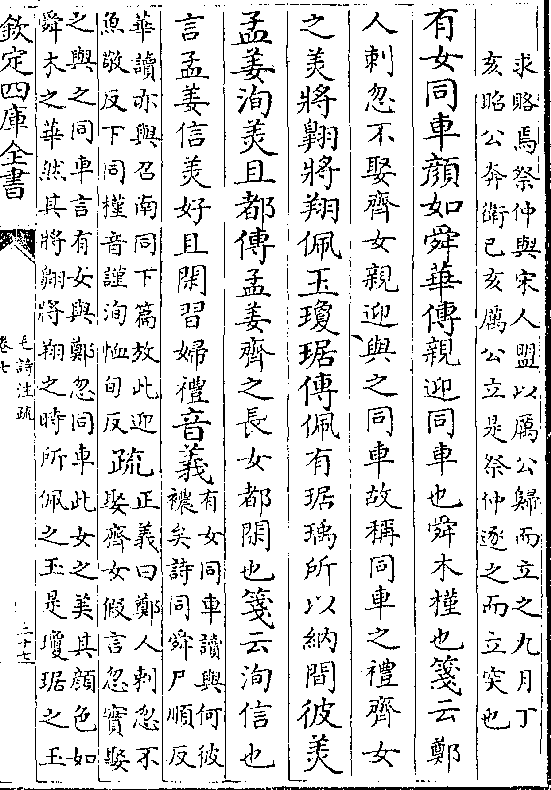 求賂焉祭仲與宋人盟以厲公歸而立之九月丁
亥昭公奔衛已亥厲公立是祭仲逐之而立突也
有女同車顔如舜華傳親迎同車也舜木槿也箋云鄭
人刺忽不娶齊女親迎與之同車故稱同車之禮齊女
之美將翺將翔佩玉瓊琚傳佩有琚瑀所以納間彼美
孟姜洵美且都傳孟姜齊之長女都閑也箋云洵信也
言孟姜信美好且閑習婦禮音義
有女同車讀與何彼
襛矣詩同舜尸順反
華讀亦與召南同下篇放此迎
魚敬反下同槿音謹洵恤旬反
疏
正義曰鄭人刺忽不
娶齊女假言忽實娶
之與之同車言有女與鄭忽同車此女之美其顔色如
舜木之華然其將翺將翔之時所佩之玉是瓊琚之玉
欽定四庫全書
毛詩注疏
卷七
二十七